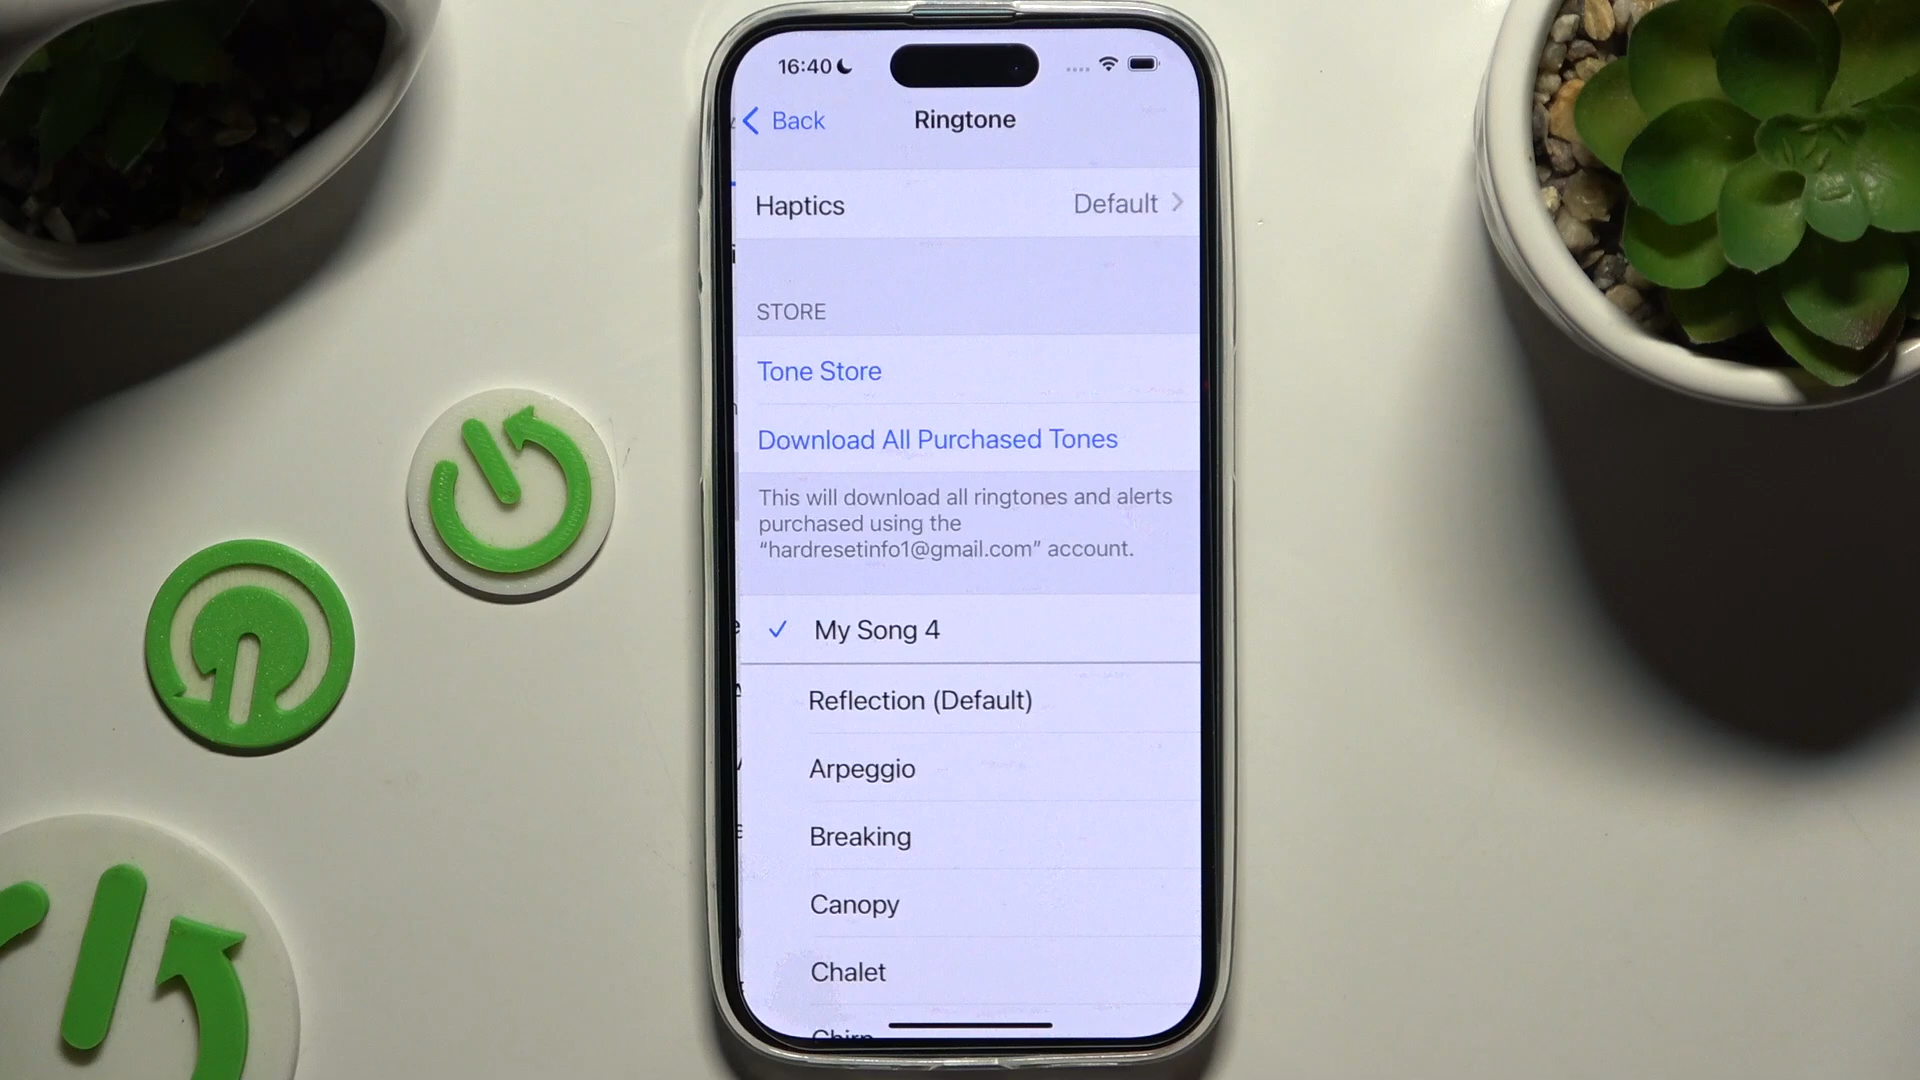 16:40
Back
Ringtone
Haptics
Default
STORE
Tone Store
Download All Purchased Tones
This will download all ringtones and alerts
purchased using the
“hardresetinfo1@gmail.com” account.
My Song 4
Reflection (Default)
Arpeggio
Breaking
Canopy
Chalet
Chirp